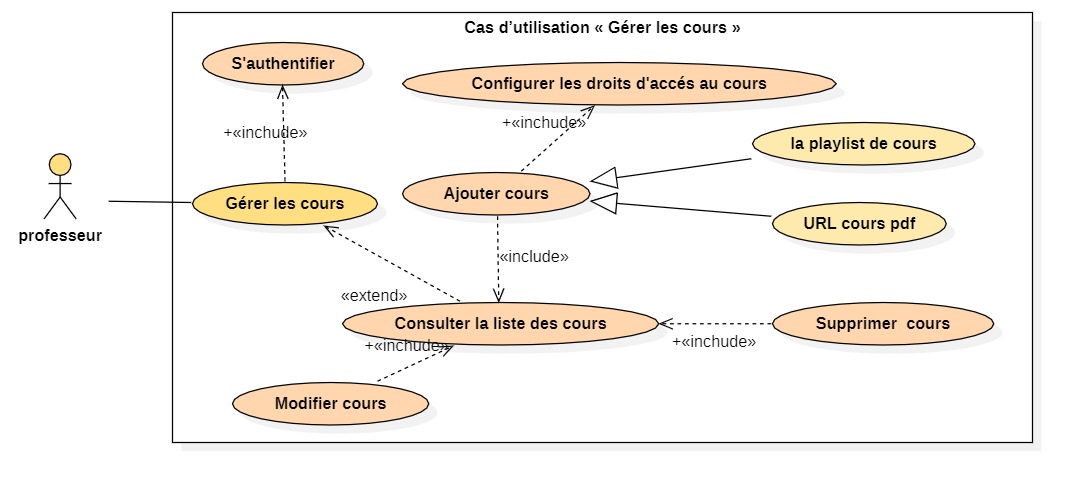 Cas d’utilisation « Gérer les cours »
S'authentifier
Configurer les droits d'accés au cours
+«inchude»
+«inchude»
la playlist de cours
Gérer les cours
Ajouter cours
URL cours pdf
professeur
«include»
«extend»
Consulter la liste des cours
Supprimer cours
+«inchude»
+«inchude»
Modifier cours